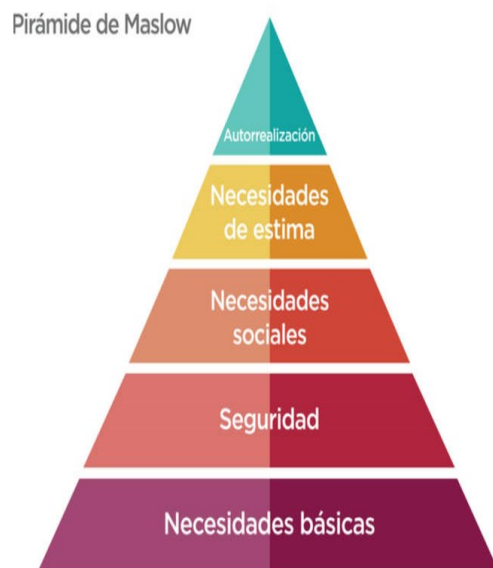 Pirámide de Maslow
Autorrealización
Necesidades
de estima
Necesidades
sociales
Seguridad
Necesidades básicas